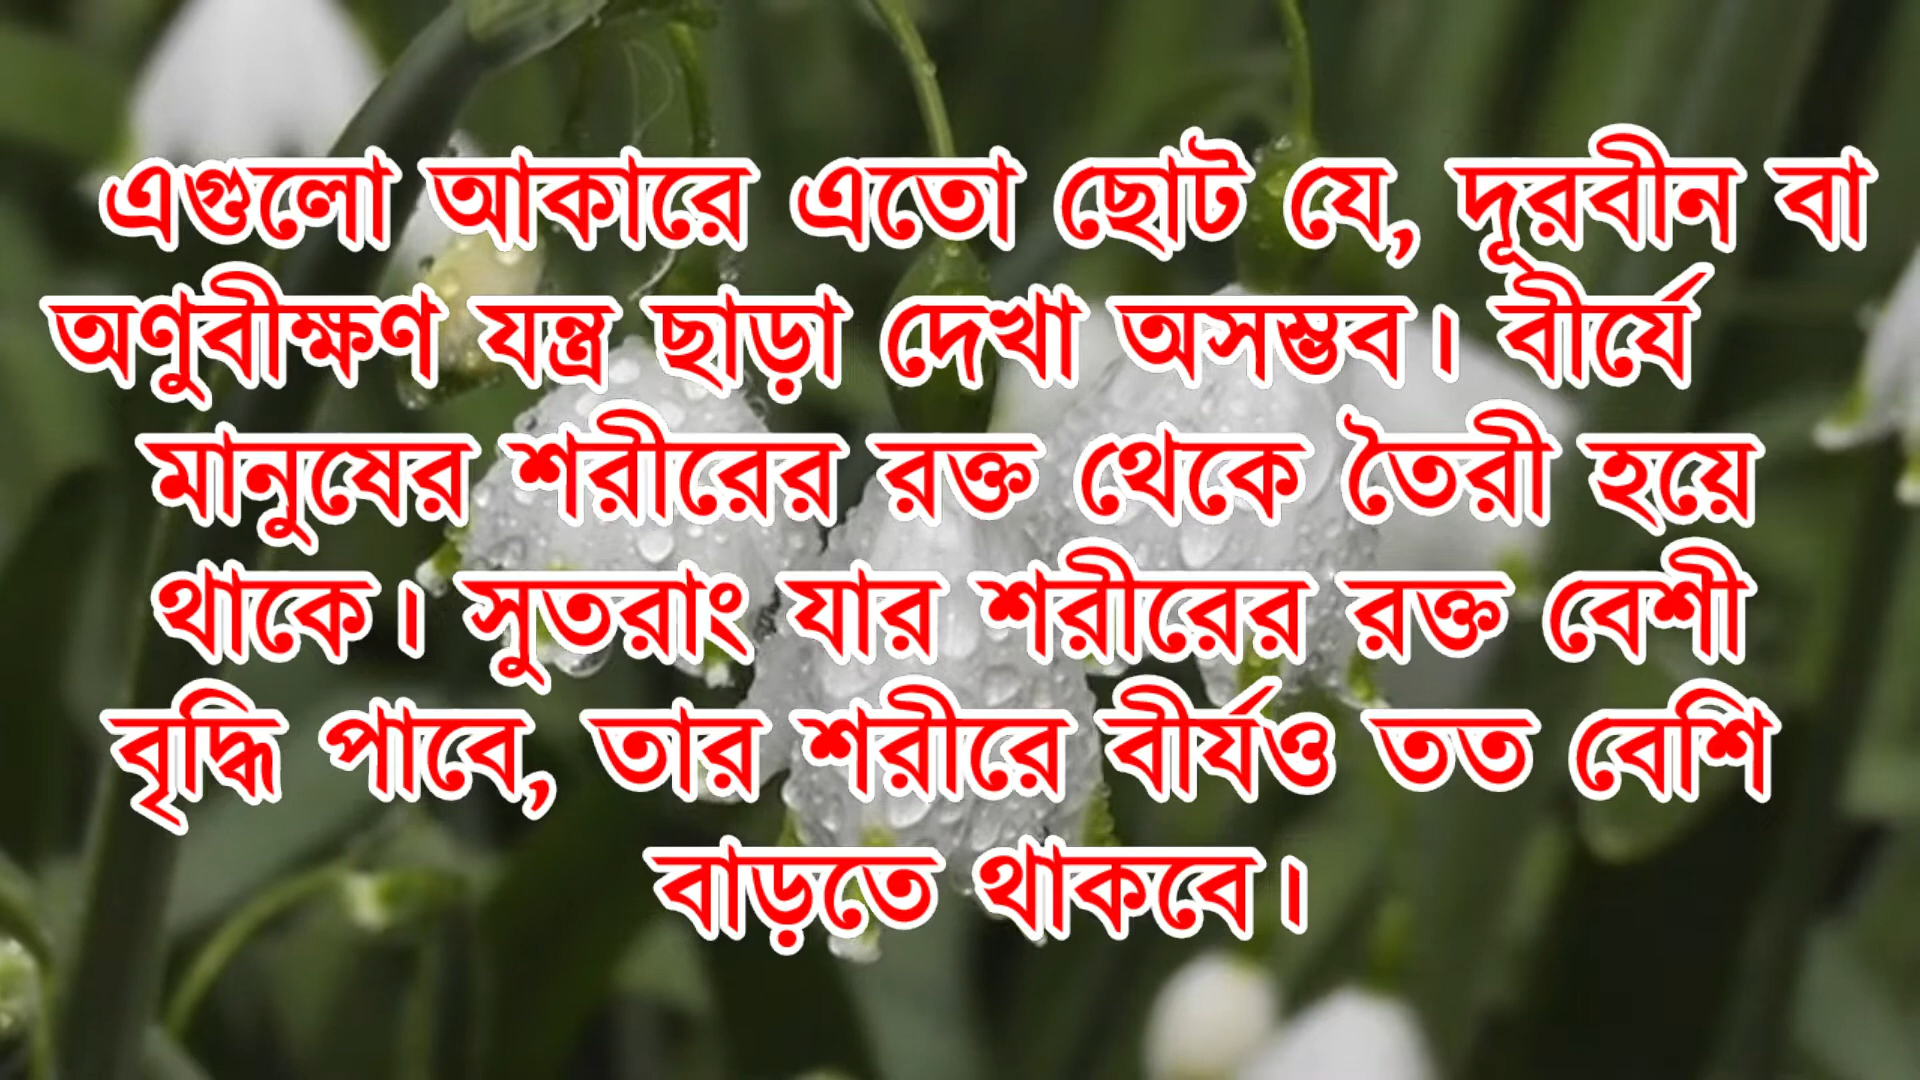 এগুলো আকারে এতো ছোট যে, দূরবীন বা
অণুবীক্ষণ যন্ত্র ছাড়া দেখা অসম্ভব। বীর্যে
মানুষের শরীরের রক্ত থেকে তৈরী হয়ে
থাকে। সুতরাং যার শরীরের রক্ত বেশী
বৃদ্ধি পাবে, তার শরীরে বীর্যও তত বেশি
বাড়তে থাকবে।